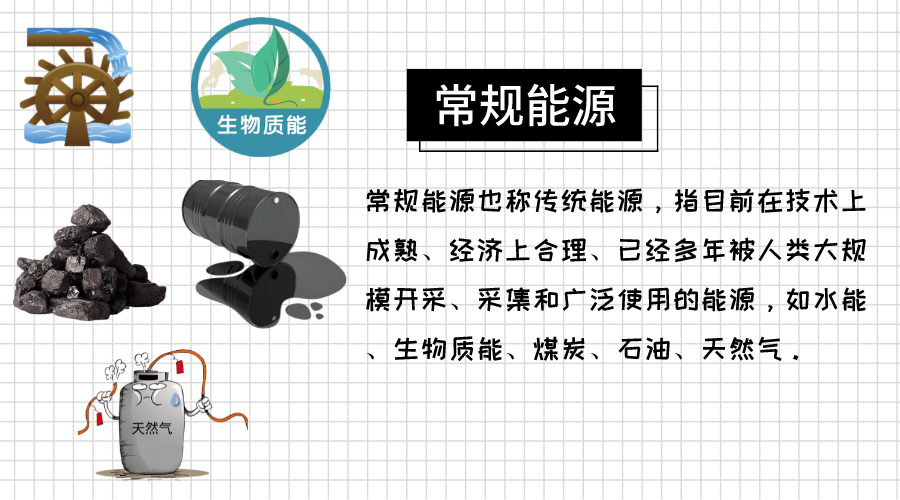 生物质能
常规能源
常规能源也称传统能源，指目前在技术上
成熟、经济上合理、已经多年被人类大规
模开采、采集和广泛使用的能源，如水能
、生物质能、煤炭、石油、天然气．
天然气